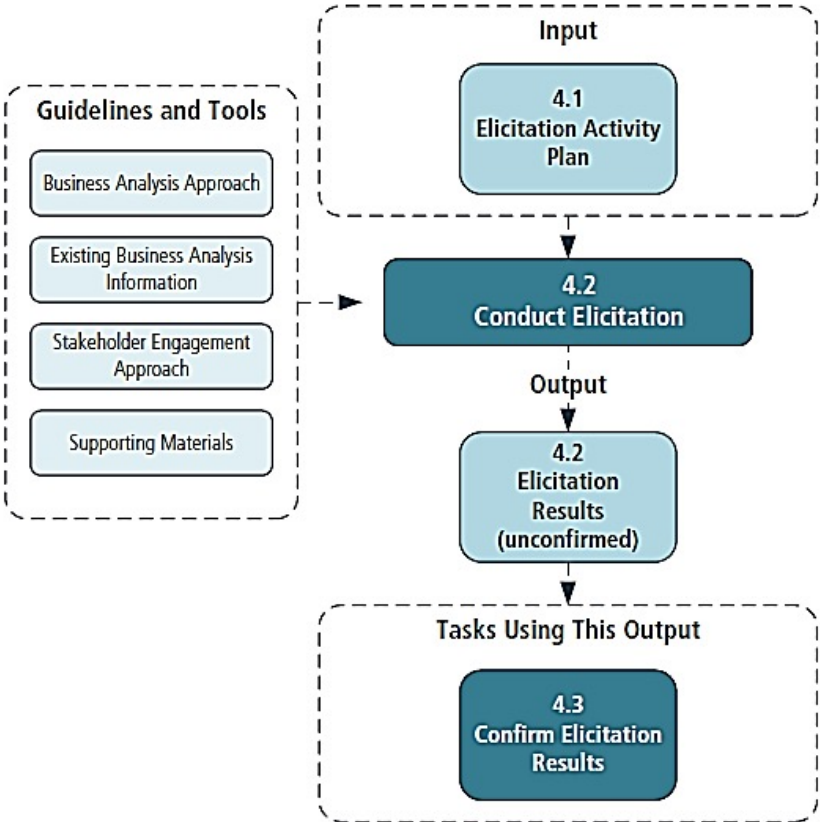 Input
4.1
Elicitation Activity
Plan
Guidelines and Tools
Business Analysis Approach
Existing Business Analysis
Information
Stakeholder Engagement
Approach
Supporting Materials
4.2
Conduct Elicitation
Output
4.2
Elicitation
Results
(unconfirmed)
Tasks Using This Output
4.3
Confirm Elicitation
Results